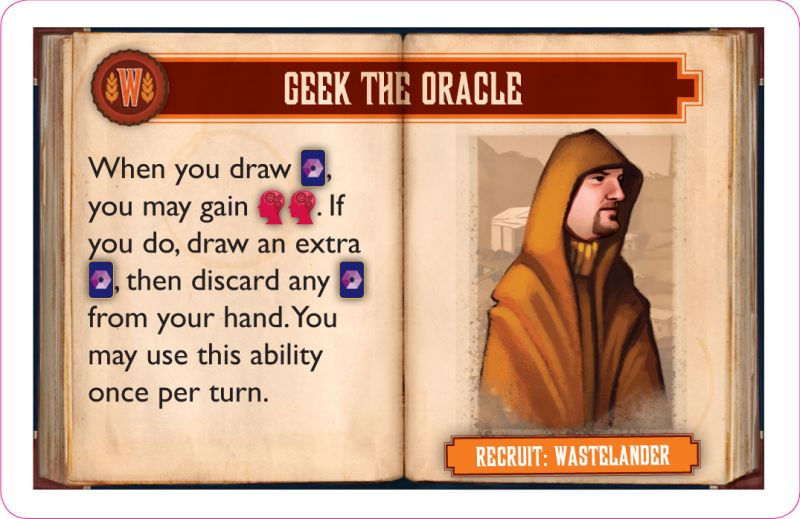 W
GEEK THE ORACLE
When you draw ,
you may gain . If
you do, draw an extra
, then discard any
from your hand. You
may use this ability
once per turn.
RECRUIT: WASTELANDER